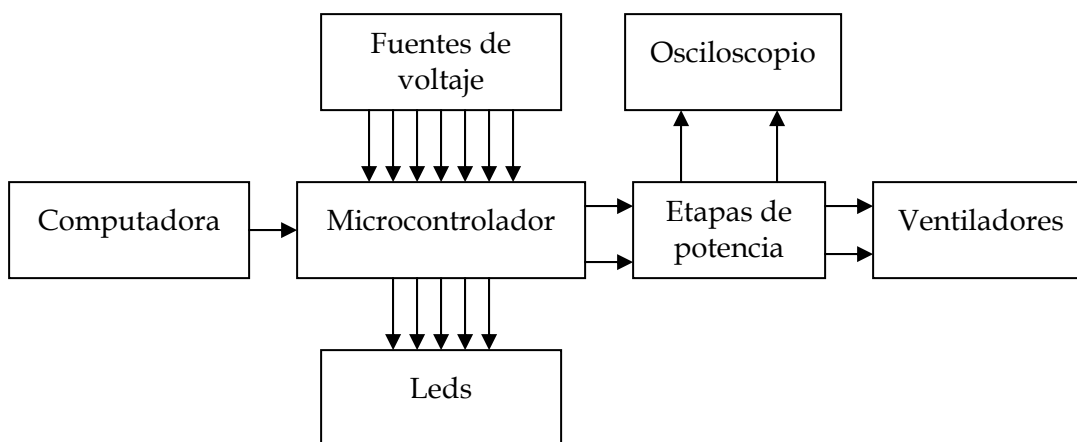 Fuentes de
voltaje
Osciloscopio
Computadora
Microcontrolador
Etapas de
potencia
Ventiladores
Leds